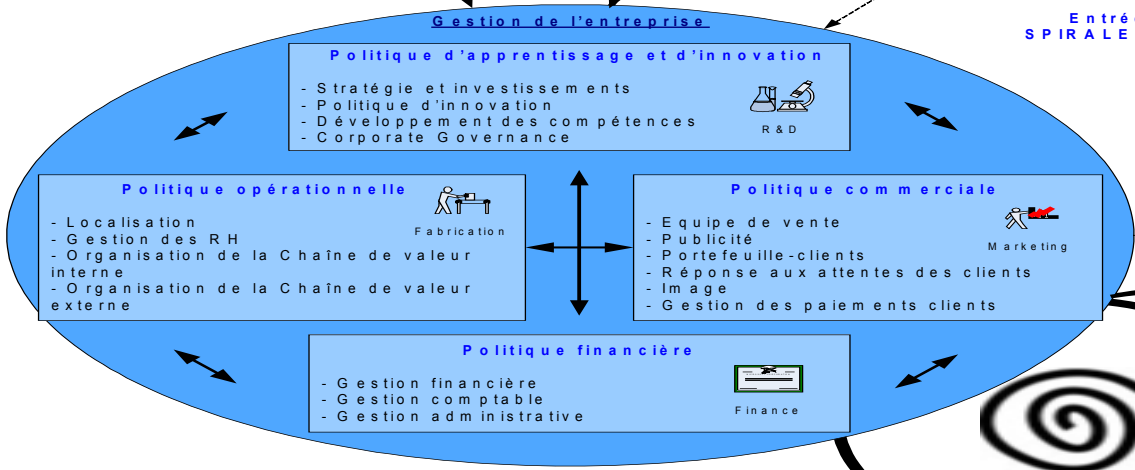 Gestion de l'entreprise
Entré
SPIRALE
Politique d'apprentissage et d'innovation
- Stratégie et investissements
- Politique d'innovation
- Développement des compétences
- Corporate Governance
R & D
Politique opérationnelle
- Localisation
- Gestion des RH
- Organisation de la Chaîne de valeur
interne
- Organisation de la Chaîne de valeur
externe
Fabrication
Politique commerciale
- Equipe de vente
- Publicité
- Portefeuille-clients
- Réponse aux attentes des clients
- Image
- Gestion des paiements clients
Marketing
Politique financière
- Gestion financière
- Gestion comptable
- Gestion administrative
Finance